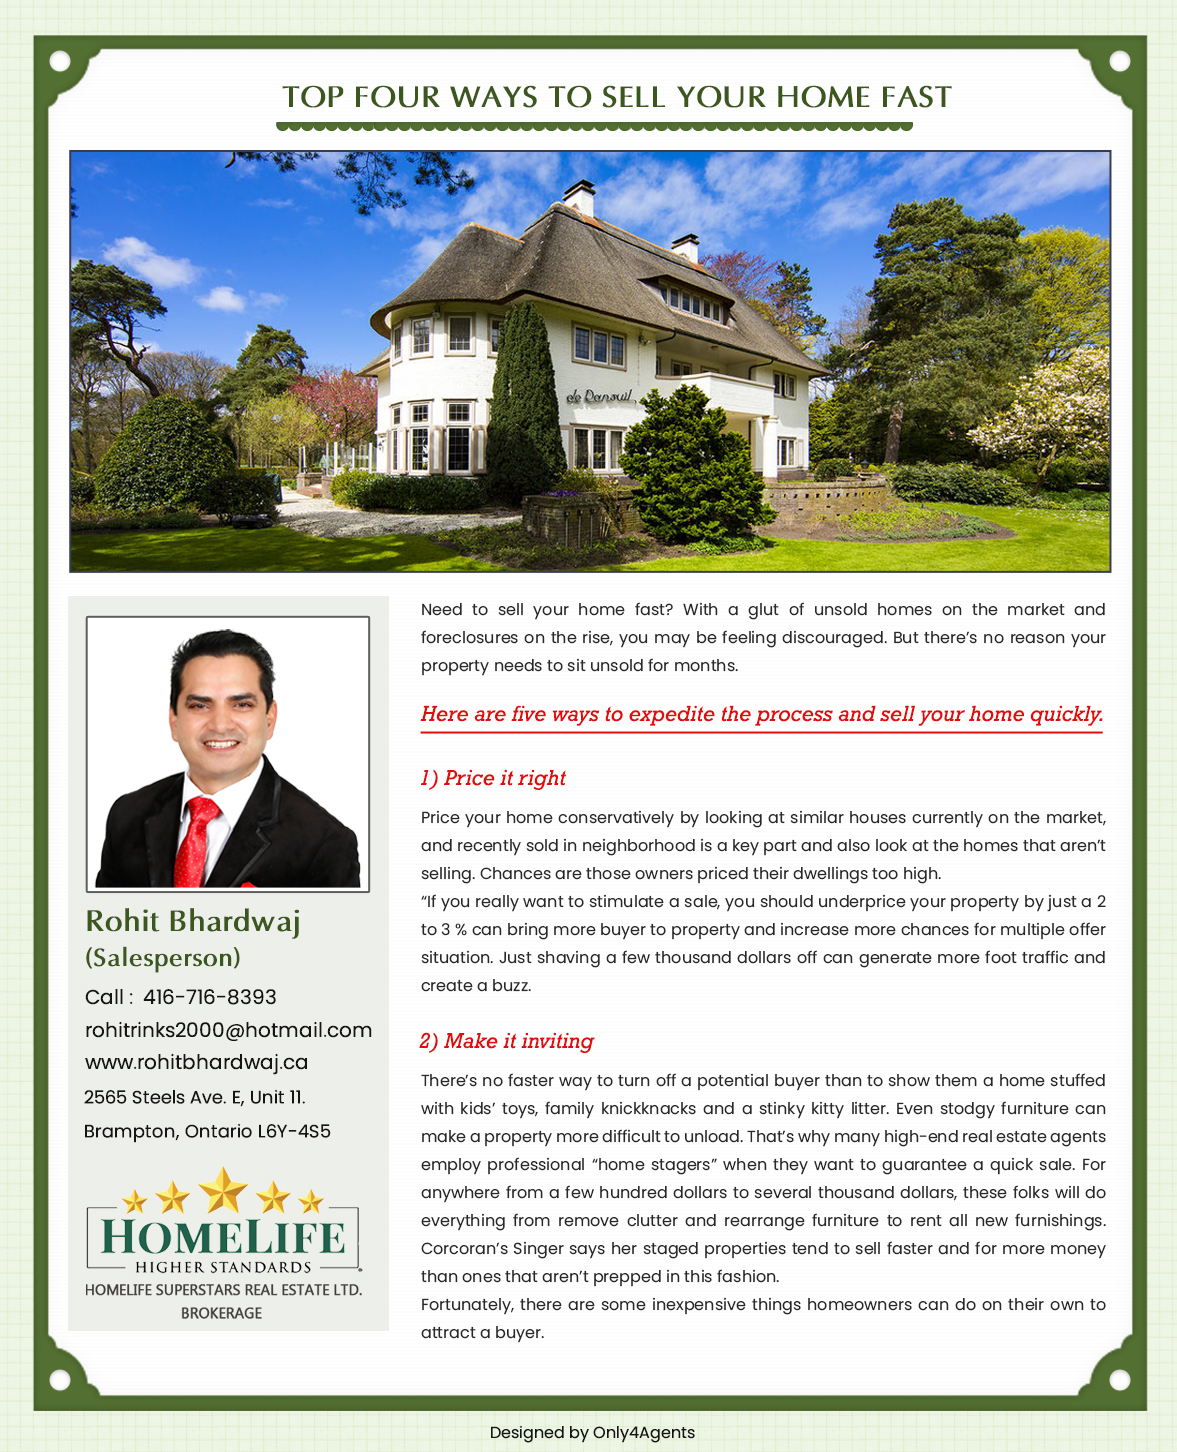 TOP FOUR WAYS TO SELL YOUR HOME FAST
Need to sell your home fast? With a glut of unsold homes on the market and
foreclosures on the rise, you may be feeling discouraged. But there's no reason your
property needs to sit unsold for months.
Here are five ways to expedite the process and sell your home quickly.
1) Price it right
Price your home conservatively by looking at similar houses currently on the market,
and recently sold in neighborhood is a key part and also look at the homes that aren't
selling. Chances are those owners priced their dwellings too high.
“If you really want to stimulate a sale, you should underprice your property by just a 2
to 3 % can bring more buyer to property and increase more chances for multiple offer
situation. Just shaving a few thousand dollars off can generate more foot traffic and
create a buzz.
2) Make it inviting
There's no faster way to turn off a potential buyer than to show them a home stuffed
with kids' toys, family knickknacks and a stinky kitty litter. Even stodgy furniture can
make a property more difficult to unload. That's why many high-end real estate agents
employ professional “home stagers” when they want to guarantee a quick sale. For
anywhere from a few hundred dollars to several thousand dollars, these folks will do
everything from remove clutter and rearrange furniture to rent all new furnishings.
Corcoran's Singer says her staged properties tend to sell faster and for more money
than ones that aren't prepped in this fashion.
Fortunately, there are some inexpensive things homeowners can do on their own to
attract a buyer.
Rohit Bhardwaj
(Salesperson)
Call : 416-716-8393
rohitrinks2000@hotmail.com
www.rohitbhardwaj.ca
2565 Steels Ave. E, Unit 11.
Brampton, Ontario L6Y-4S5
HOMELIFE
HIGHER STANDARDS
HOMELIFE SUPERSTARS REAL ESTATE LTD.
BROKERAGE
Designed by Only4Agents